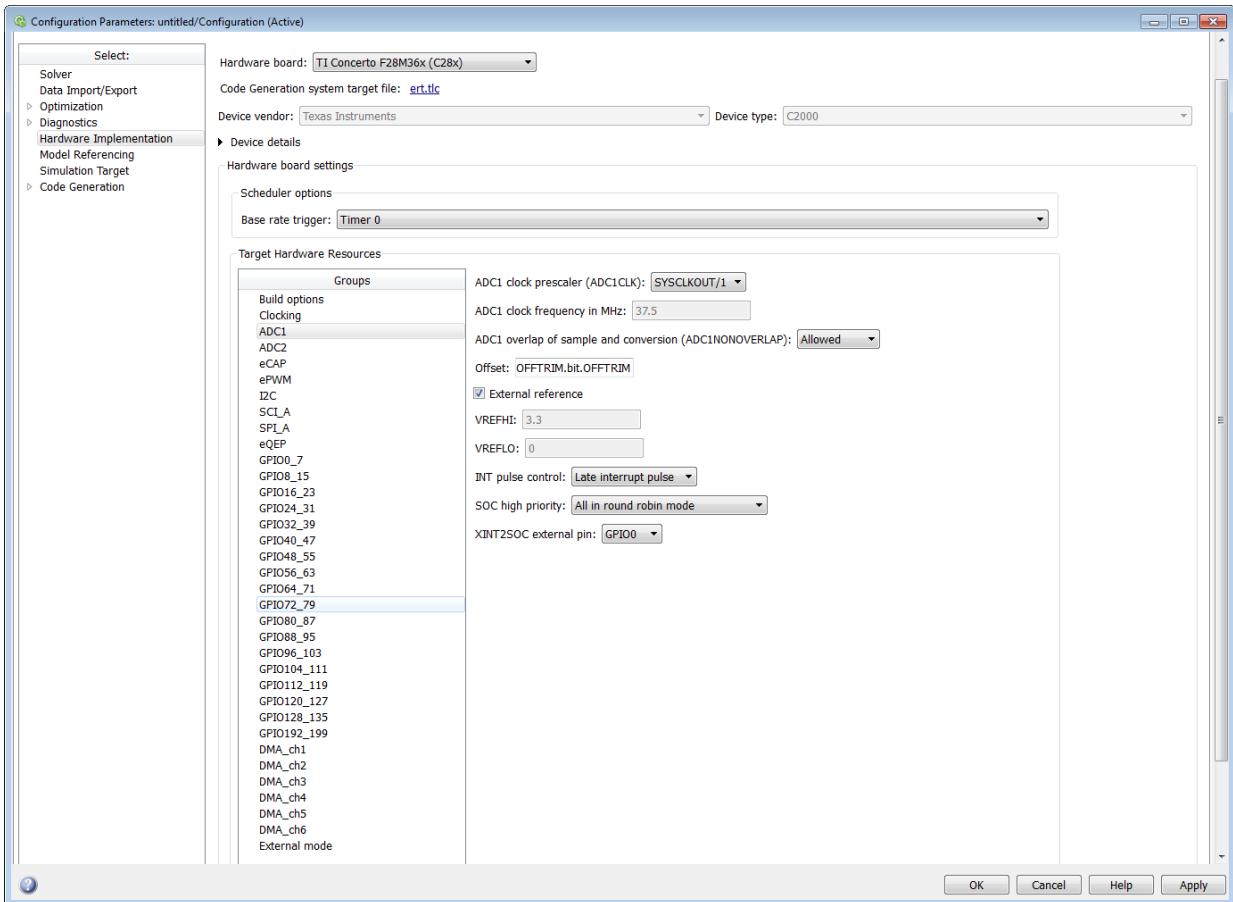 Configuration Parameters: untitled/Configuration (Active)
Select:
Solver
Data Import/Export
Optimization
Diagnostics
Hardware Implementation
Model Referencing
Simulation Target
Code Generation
Hardware board: TI Concerto F28M36x (C28x)
Code Generation system target file: ert.tlc
Device vendor: Texas Instruments Device type: C2000
Device details
Hardware board settings
Scheduler options
Base rate trigger: Timer 0
Target Hardware Resources
Groups
Build options
Clocking
ADC1
ADC2
eCAP
ePWM
I2C
SCI_A
SPI_A
eQEP
GPIO0_7
GPIO8_15
GPIO16_23
GPIO24_31
GPIO32_39
GPIO40_47
GPIO48_55
GPIO56_63
GPIO64_71
GPIO72_79
GPIO80_87
GPIO88_95
GPIO96_103
GPIO104_111
GPIO112_119
GPIO120_127
GPIO128_135
GPIO192_199
DMA_ch1
DMA_ch2
DMA_ch3
DMA_ch4
DMA_ch5
DMA_ch6
External mode
ADC1 clock prescaler (ADC1CLK): SYSCLKOUT/1
ADC1 clock frequency in MHz: 37.5
ADC1 overlap of sample and conversion (ADC1NONOVERLAP): Allowed
Offset: OFFTRIM.bit.OFFTRIM
External reference
VREFHI: 3.3
VREFLO: 0
INT pulse control: Late interrupt pulse
SOC high priority: All in round robin mode
XINT2SOC external pin: GPIO0
OK Cancel Help Apply